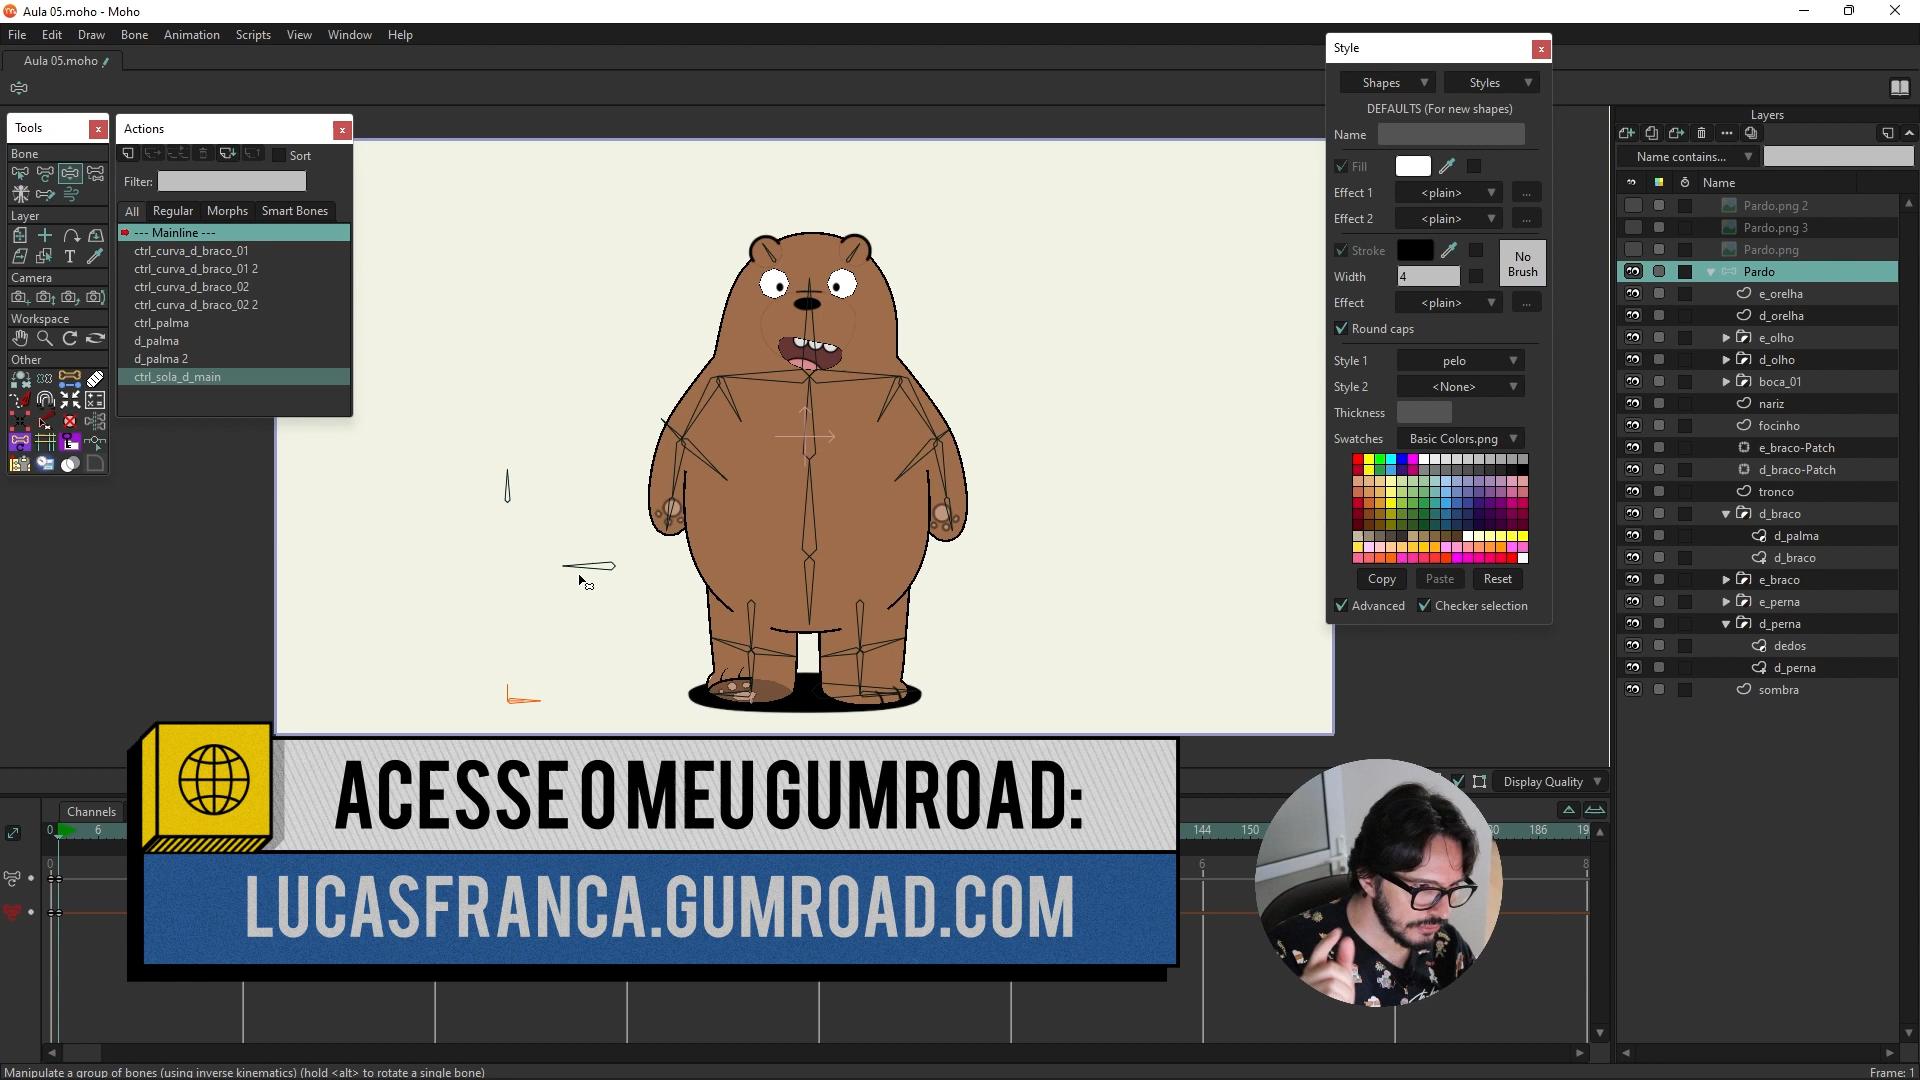 Aula 05.moho - Moho
File Edit Draw Bone Animation Scripts View Window Help
Aula 05.moho
Tools
Bone
Layer
Camera
Workspace
Other
Actions
Sort
Filter:
All Regular Morphs Smart Bones
--- Mainline ---
ctrl_curva_d_braco_01
ctrl_curva_d_braco_01 2
ctrl_curva_d_braco_02
ctrl_curva_d_braco_02 2
ctrl_palma
d_palma
d_palma 2
ctrl_sola_d_main
Style
Shapes Styles
DEFAULTS (For new shapes)
Name
Fill
Effect 1 <plain> ...
Effect 2 <plain> ...
Stroke
No Brush
Width 4
Effect <plain> ...
Round caps
Style 1 pelo
Style 2 <None>
Thickness
Swatches Basic Colors.png
Copy Paste Reset
Advanced Checker selection
Layers
Name contains...
Name
Pardo.png 2
Pardo.png 3
Pardo.png
Pardo
e_orelha
d_orelha
e_olho
d_olho
boca_01
nariz
focinho
e_braco-Patch
d_braco-Patch
tronco
d_braco
d_palma
d_braco
e_braco
e_perna
d_perna
dedos
d_perna
sombra
Display Quality
Channels
0 6 144 150 186
0 6 8
ACESSE O MEU GUMROAD:
LUCASFRANCA.GUMROAD.COM
Manipulate a group of bones (using inverse kinematics) (hold <alt> to rotate a single bone)
Frame: 1